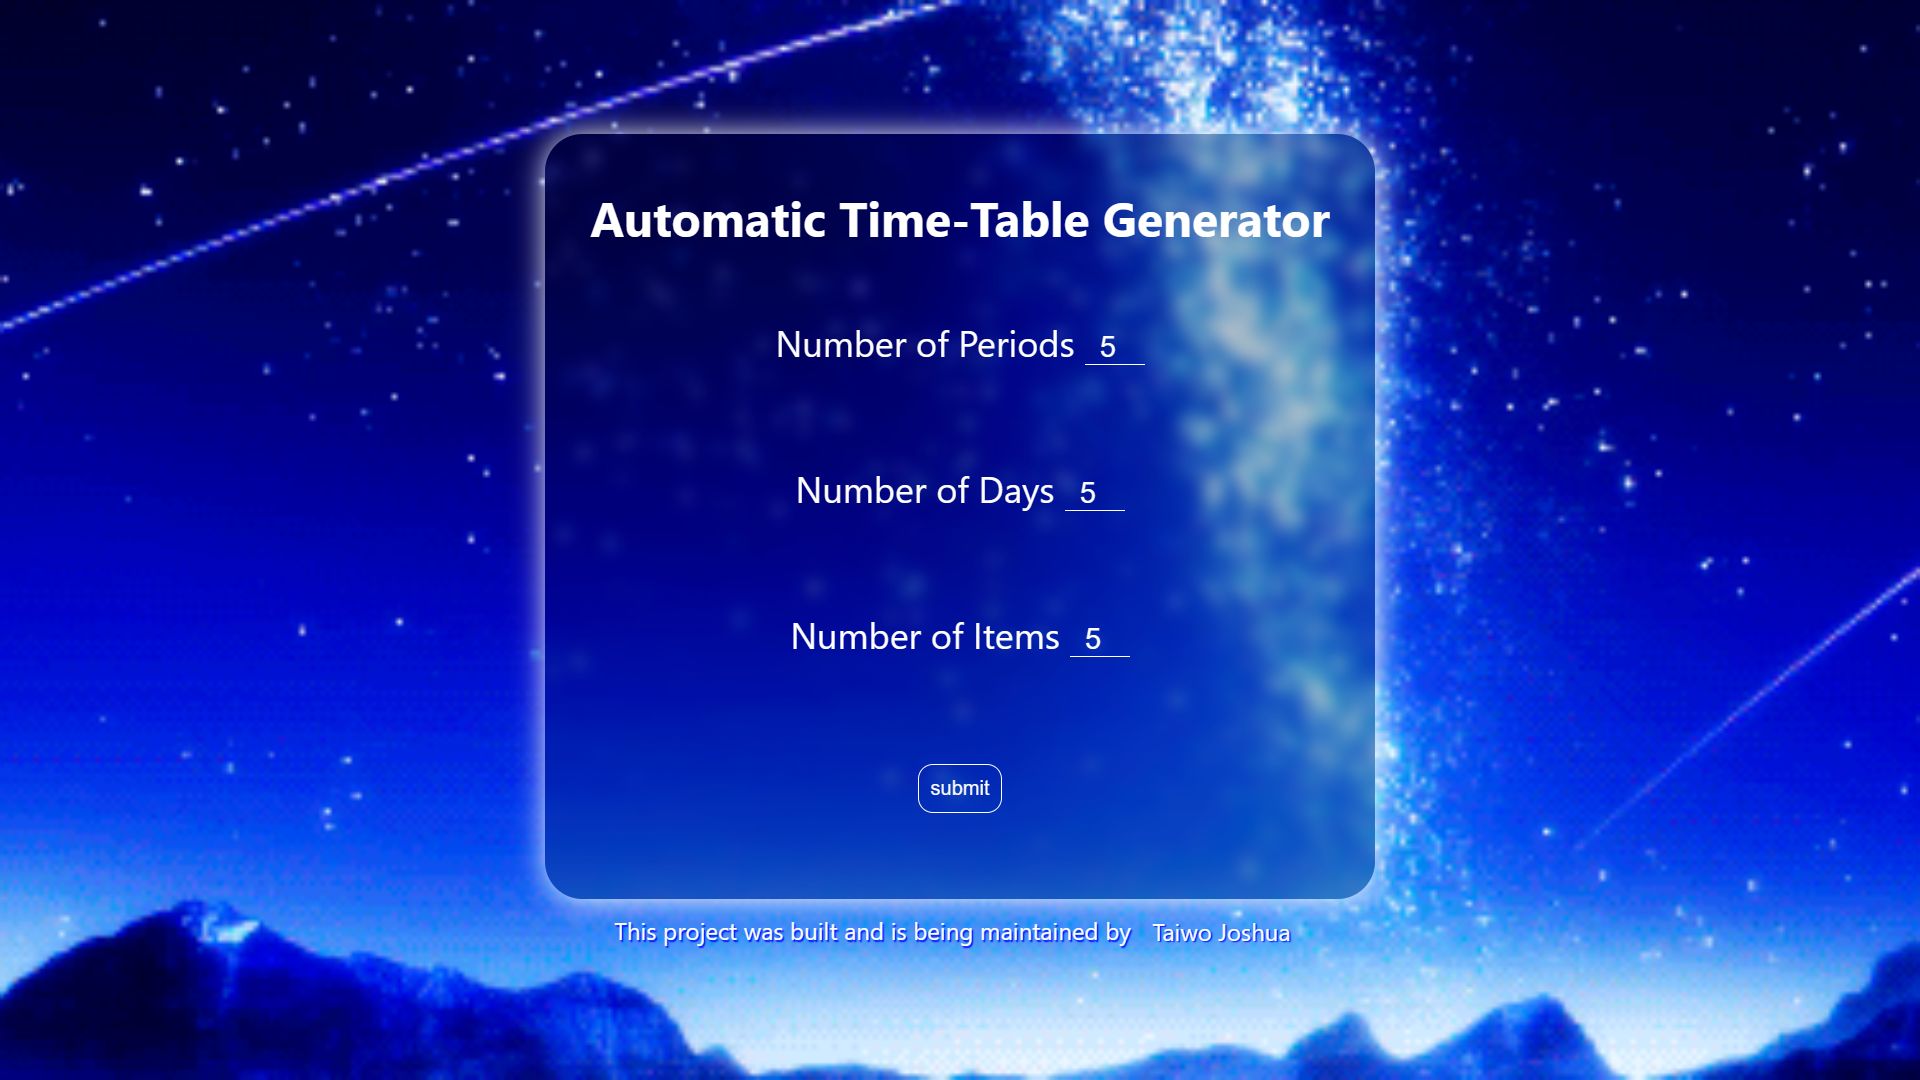 Automatic Time-Table Generator
Number of Periods 5
Number of Days 5
Number of Items 5
submit
This project was built and is being maintained by Taiwo Joshua